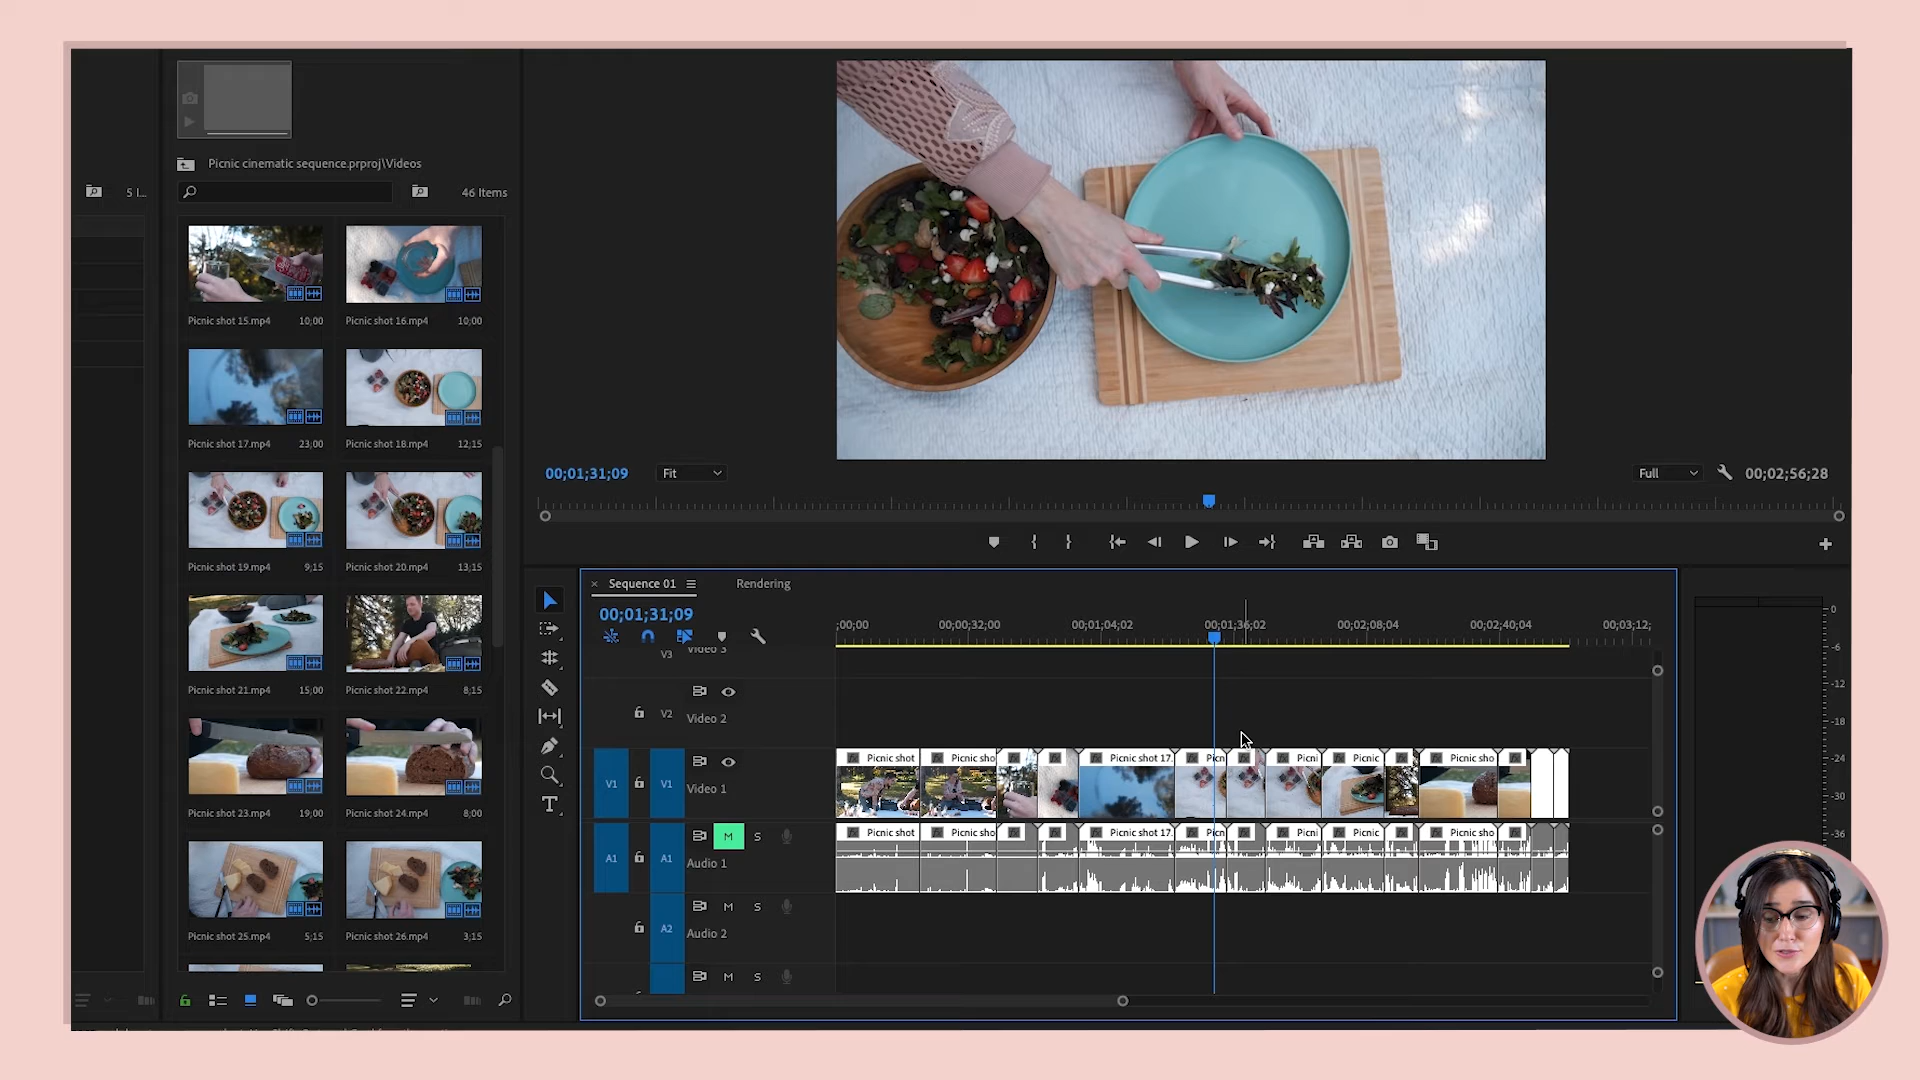 Picnic cinematic sequence.prproj\Videos
5 I...
46 Items
Picnic shot 15.mp4 10;00
Picnic shot 16.mp4 10;00
Picnic shot 17.mp4 23;00
Picnic shot 18.mp4 12;15
Picnic shot 19.mp4 9;15
Picnic shot 20.mp4 13;15
Picnic shot 21.mp4 15;00
Picnic shot 22.mp4 8;15
Picnic shot 23.mp4 19;00
Picnic shot 24.mp4 8;00
Picnic shot 25.mp4 5;15
Picnic shot 26.mp4 3;15
00;01;31;09 Fit Full 00;02;56;28
Sequence 01 Rendering
00;01;31;09
;00;00 00;00;32;00 00;01;04;02 00;01;36;02 00;02;08;04 00;02;40;04 00;03;12;
V3 Video 3
V2 Video 2
V1 V1 Video 1
Picnic shot Picnic sho Picnic shot 17. Picn Picni Picnic Picnic sho
A1 A1 M S Audio 1
Picnic shot Picnic sho Picnic shot 17. Picn Picni Picnic Picnic sho
A2 M S Audio 2
M S
0
-6
-12
-18
-24
-30
-36